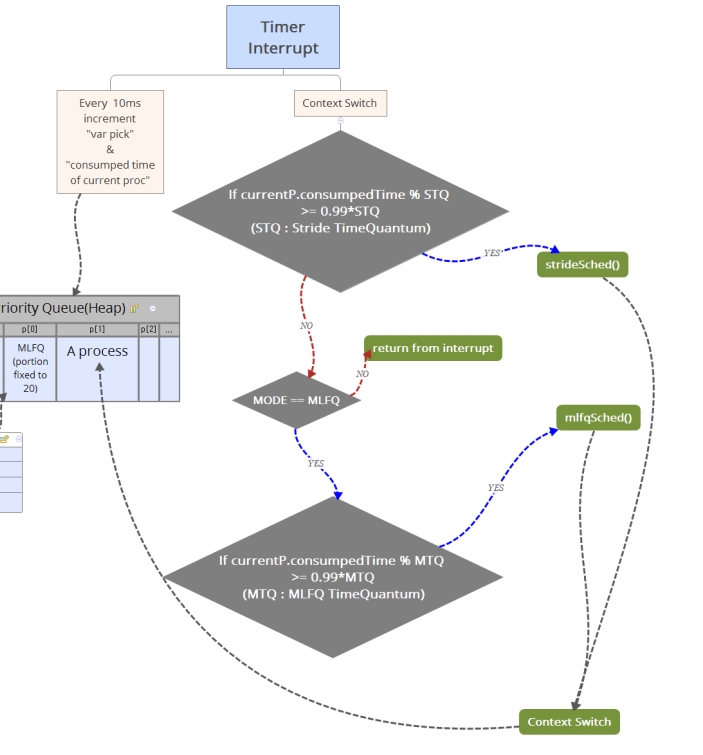 Timer
Interrupt
Every 10ms
increment
"var pick"
&
"consumped time
of current proc"
Context Switch
If currentP.consumpedTime % STQ
>= 0.99*STQ
(STQ : Stride TimeQuantum)
YES
strideSched()
NO
riority Queue(Heap)
p[0] p[1] p[2] ...
MLFQ
(portion
fixed to
20)
A process
return from interrupt
NO
MODE == MLFQ
mlfqSched()
YES
YES
If currentP.consumpedTime % MTQ
>= 0.99*MTQ
(MTQ : MLFQ TimeQuantum)
Context Switch